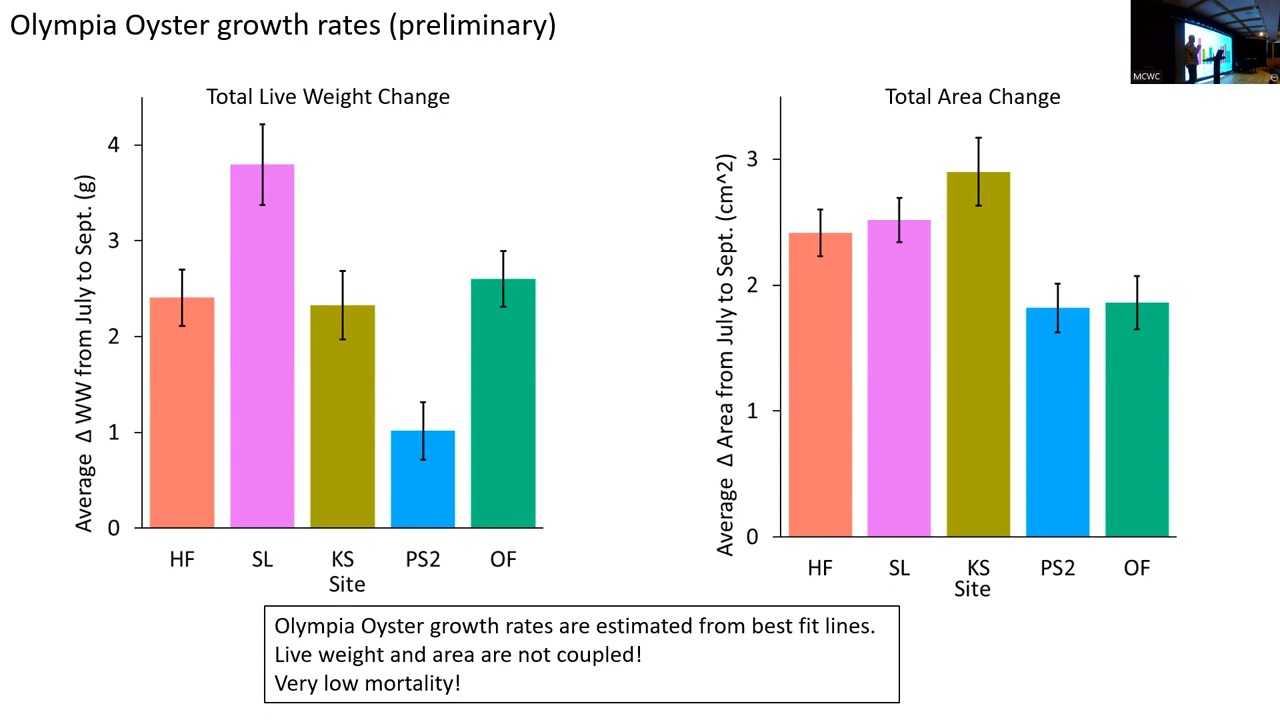 Olympia Oyster growth rates (preliminary)
MCWC
Total Live Weight Change
Average Δ WW from July to Sept. (g)
4
3
2
1
0
HF SL KS PS2 OF
Site
Total Area Change
Average Δ Area from July to Sept. (cm^2)
3
2
1
0
HF SL KS PS2 OF
Site
Olympia Oyster growth rates are estimated from best fit lines.
Live weight and area are not coupled!
Very low mortality!